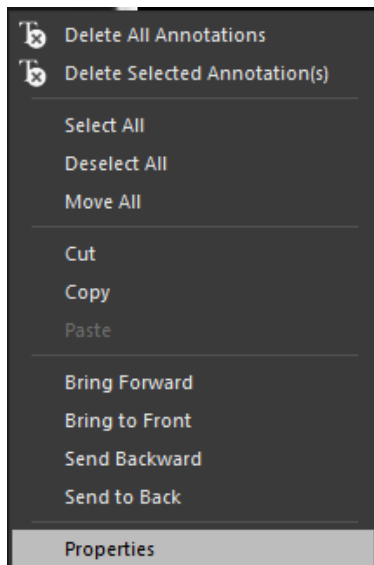 Delete All Annotations
Delete Selected Annotation(s)
Select All
Deselect All
Move All
Cut
Copy
Paste
Bring Forward
Bring to Front
Send Backward
Send to Back
Properties